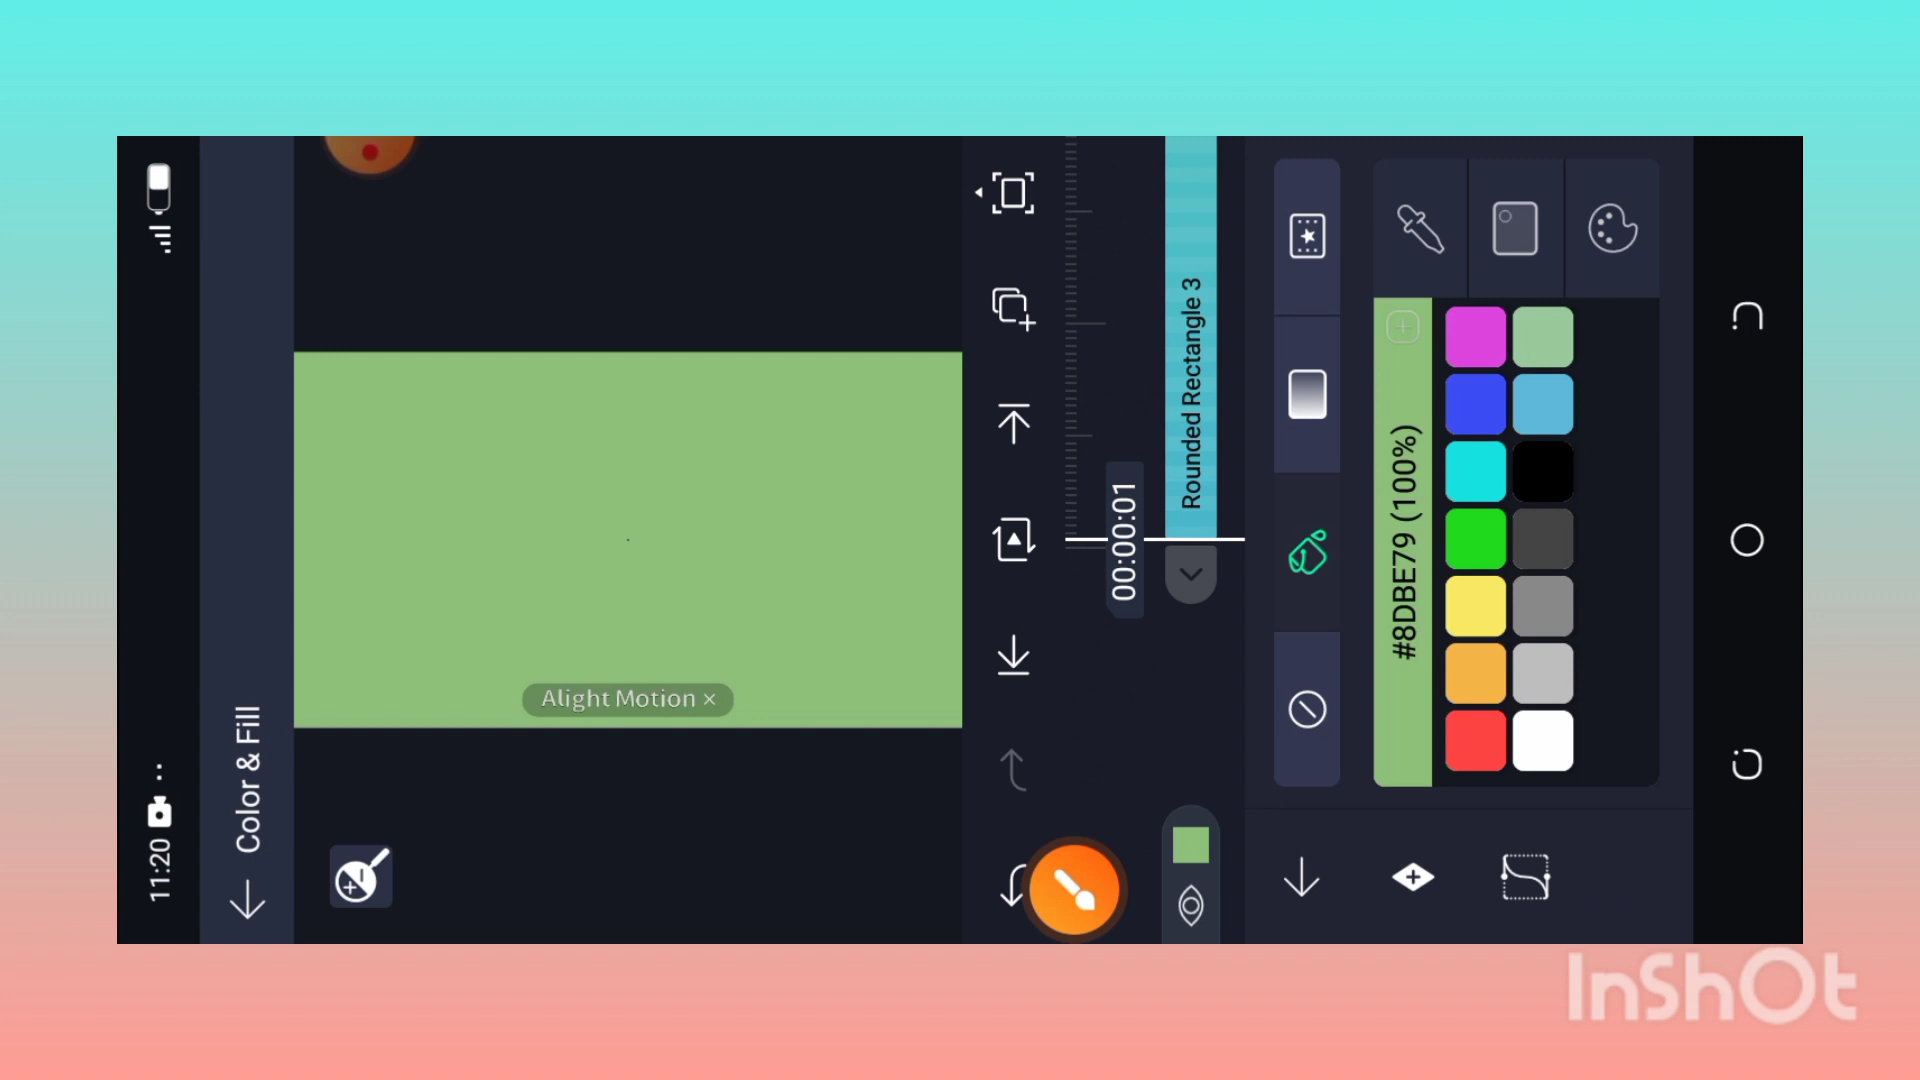 11:20
Color & Fill
Alight Motion ×
00:00:01
Rounded Rectangle 3
#8DBE79 (100%)
InShOt